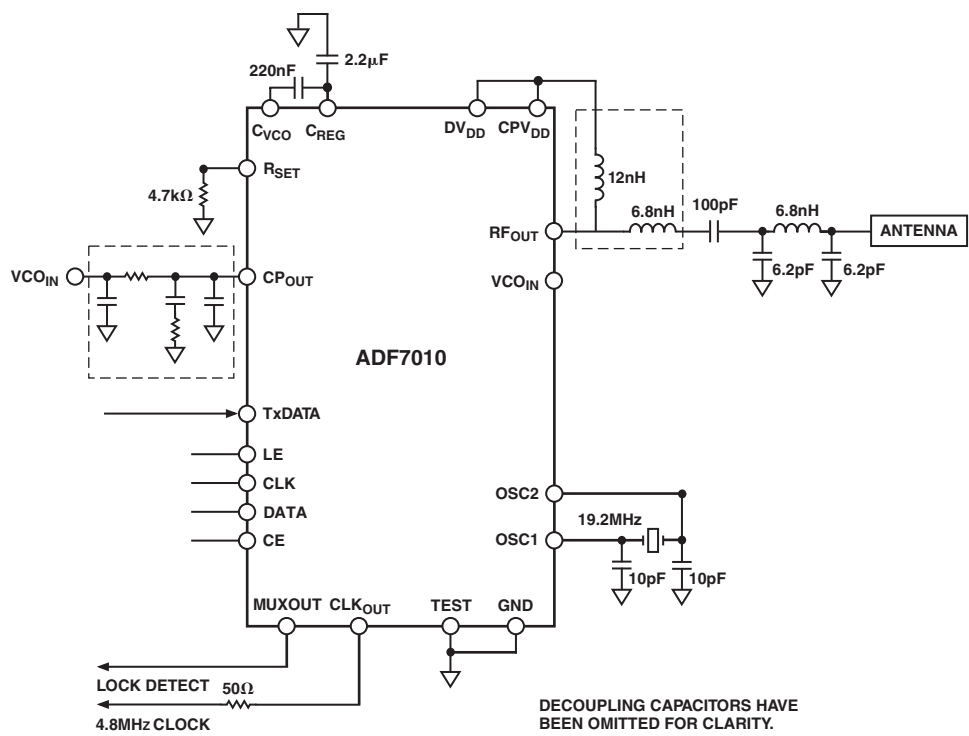 2.2µF
220nF
CVCO
CREG
DVDD
CPVDD
RSET
4.7kΩ
12nH
6.8nH
100pF
6.8nH
RFOUT
ANTENNA
6.2pF
6.2pF
VCOIN
CPOUT
VCOIN
ADF7010
TxDATA
LE
CLK
DATA
CE
OSC2
19.2MHz
OSC1
10pF
10pF
MUXOUT
CLKOUT
TEST
GND
LOCK DETECT
50Ω
4.8MHz CLOCK
DECOUPLING CAPACITORS HAVE
BEEN OMITTED FOR CLARITY.